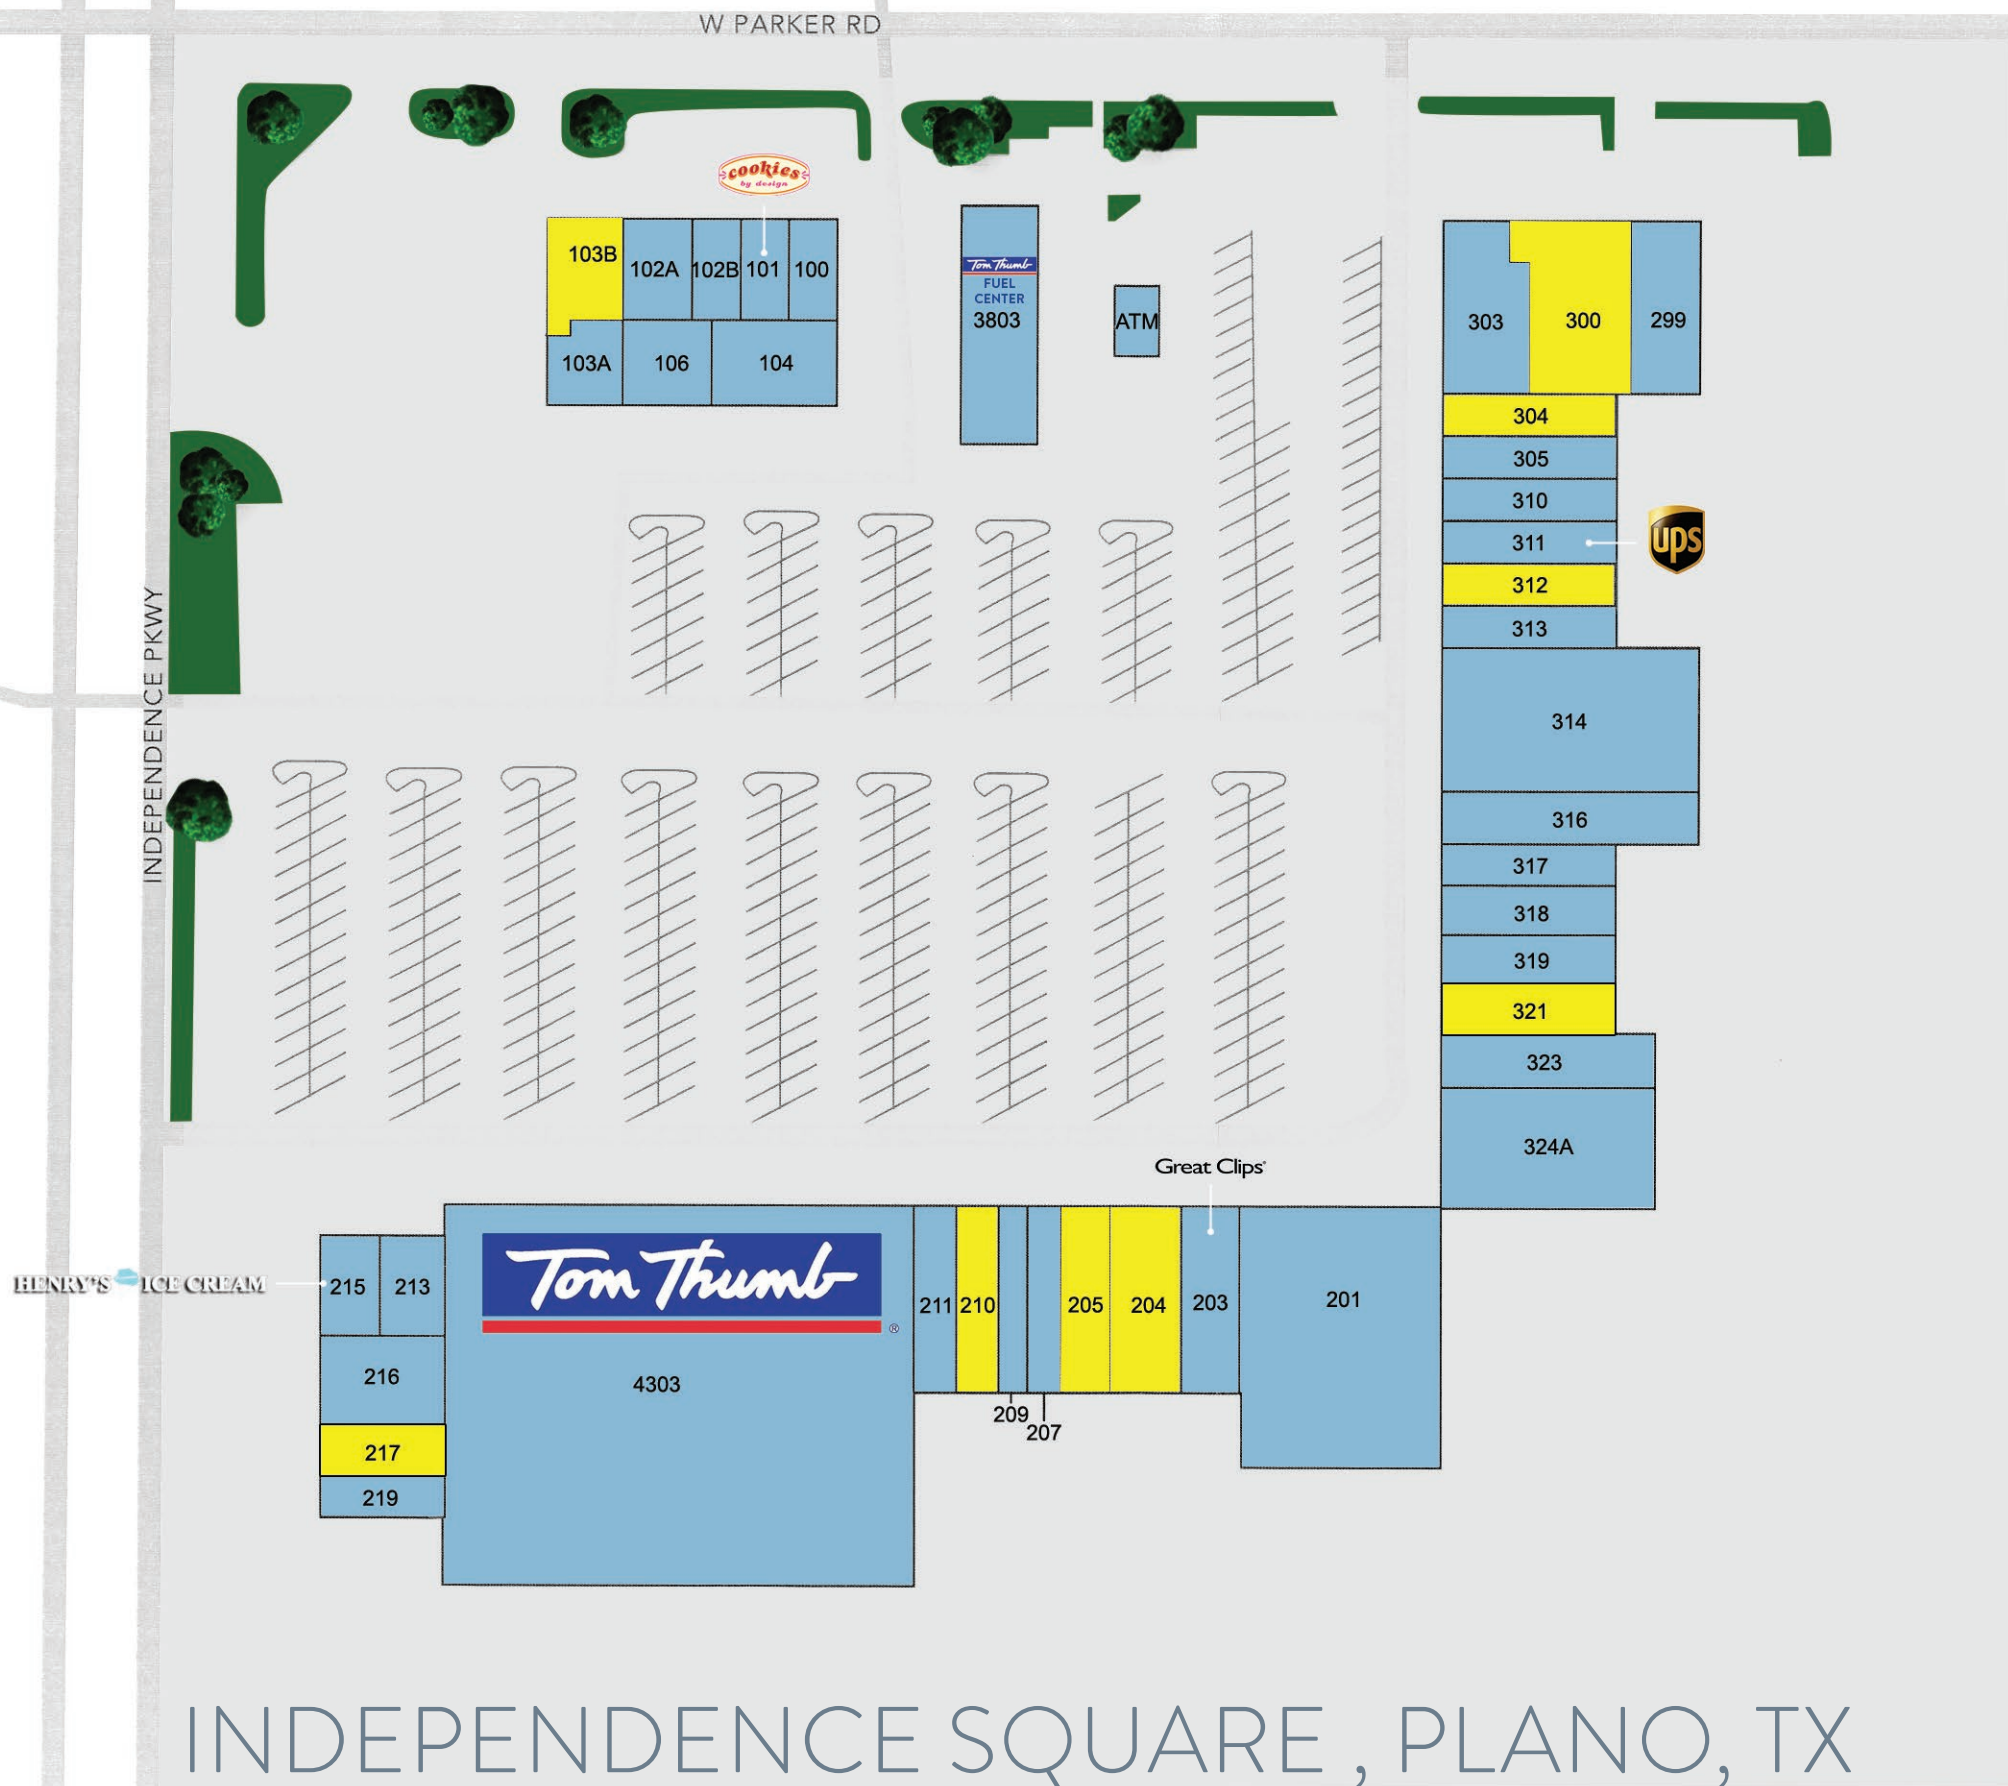 W PARKER RD
cookies
by design
103B
102A
102B
101
100
103A
106
104
Tom Thumb
FUEL
CENTER
3803
ATM
303
300
299
304
305
310
311
ups
312
313
314
316
317
318
319
321
323
324A
INDEPENDENCE PKWY
Great Clips®
HENRY'S ICE CREAM
215
213
216
217
219
Tom Thumb®
4303
211
210
209
207
205
204
203
201
INDEPENDENCE SQUARE , PLANO, TX